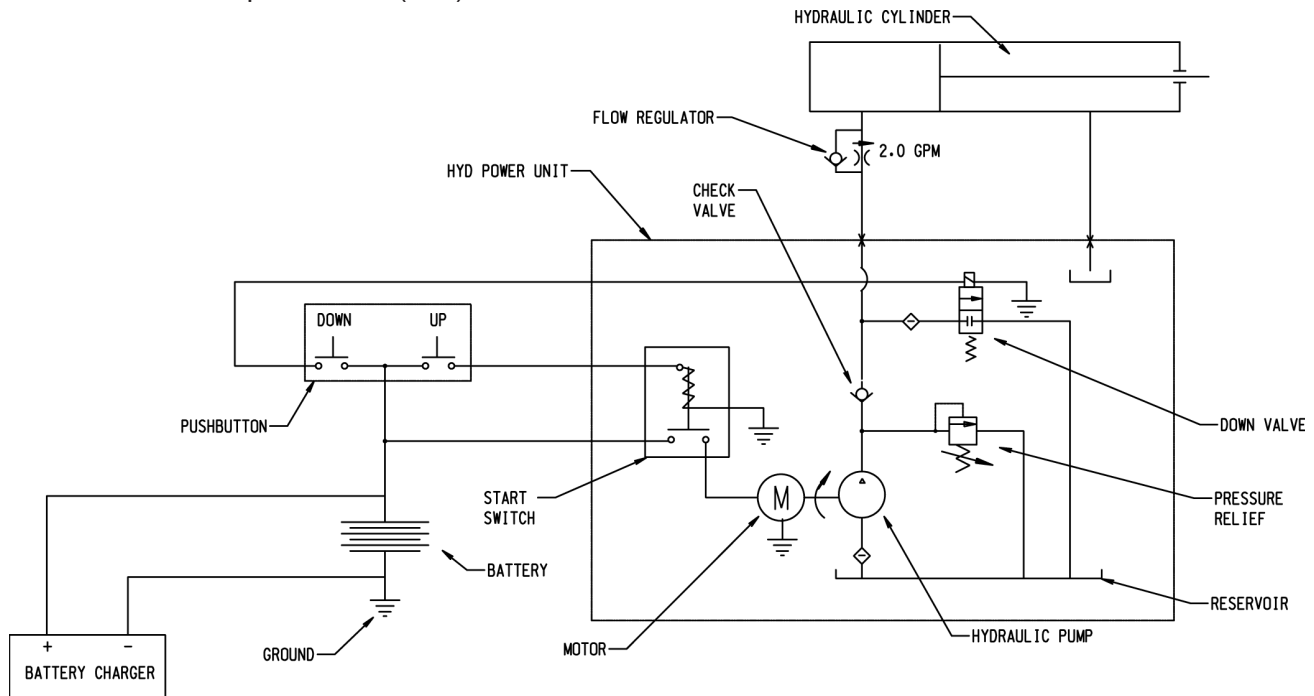 HYDRAULIC CYLINDER
FLOW REGULATOR
2.0 GPM
HYD POWER UNIT
CHECK
VALVE
DOWN
UP
PUSHBUTTON
DOWN VALVE
START
SWITCH
M
PRESSURE
RELIEF
BATTERY
RESERVOIR
GROUND
MOTOR
HYDRAULIC PUMP
+ −
BATTERY CHARGER